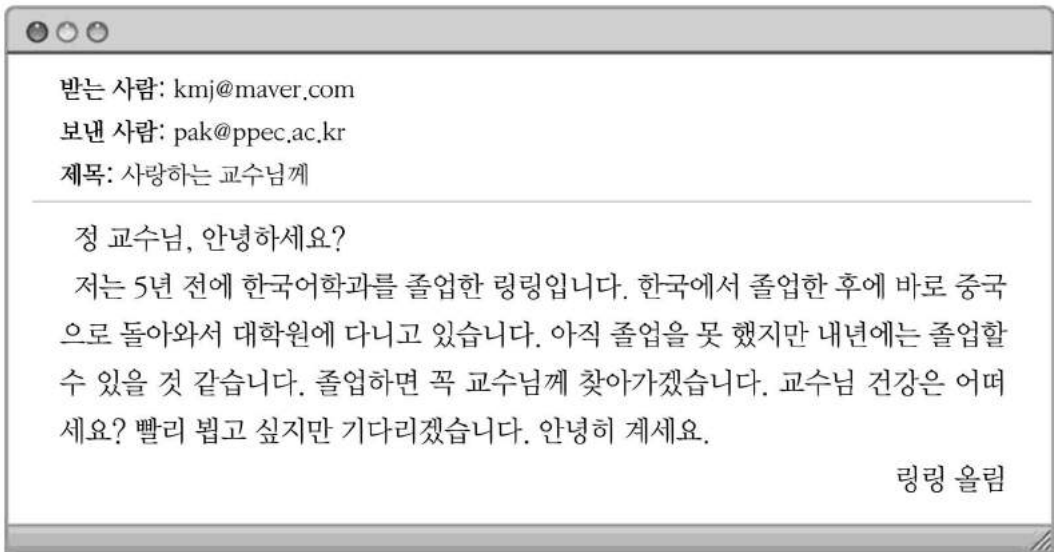 받는 사람: kmj@maver.com
보낸 사람: pak@ppec.ac.kr
제목: 사랑하는 교수님께
정 교수님, 안녕하세요?
저는 5년 전에 한국어학과를 졸업한 링링입니다. 한국에서 졸업한 후에 바로 중국
으로 돌아와서 대학원에 다니고 있습니다. 아직 졸업을 못 했지만 내년에는 졸업할
수 있을 것 같습니다. 졸업하면 꼭 교수님께 찾아가겠습니다. 교수님 건강은 어떠
세요? 빨리 뵙고 싶지만 기다리겠습니다. 안녕히 계세요.
링링 올림